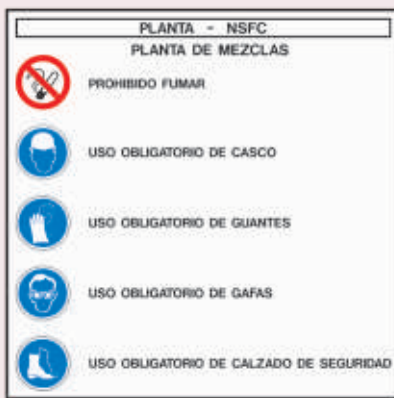 PLANTA - NSFC
PLANTA DE MEZCLAS
PROHIBIDO FUMAR
USO OBLIGATORIO DE CASCO
USO OBLIGATORIO DE GUANTES
USO OBLIGATORIO DE GAFAS
USO OBLIGATORIO DE CALZADO DE SEGURIDAD